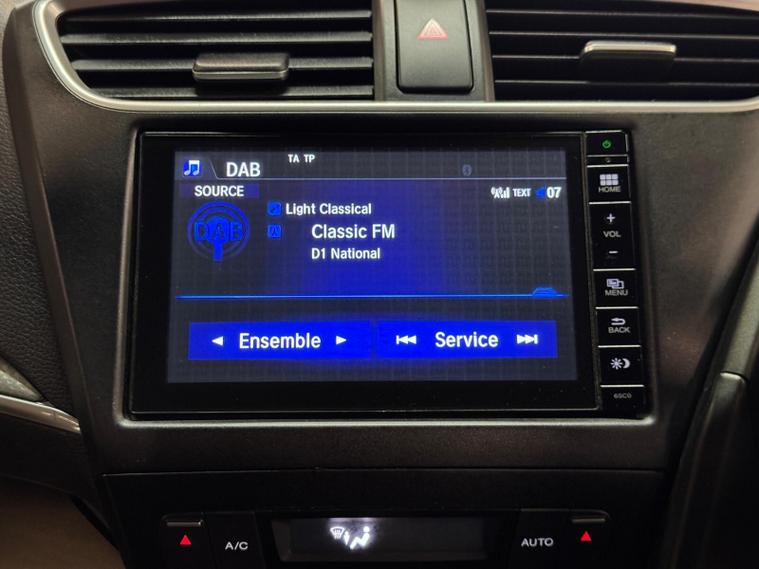 DAB TA TP
SOURCE
TEXT 07
DAB
Light Classical
Classic FM
D1 National
Ensemble
Service
HOME
+
VOL
−
MENU
BACK
6SC0
A/C
AUTO